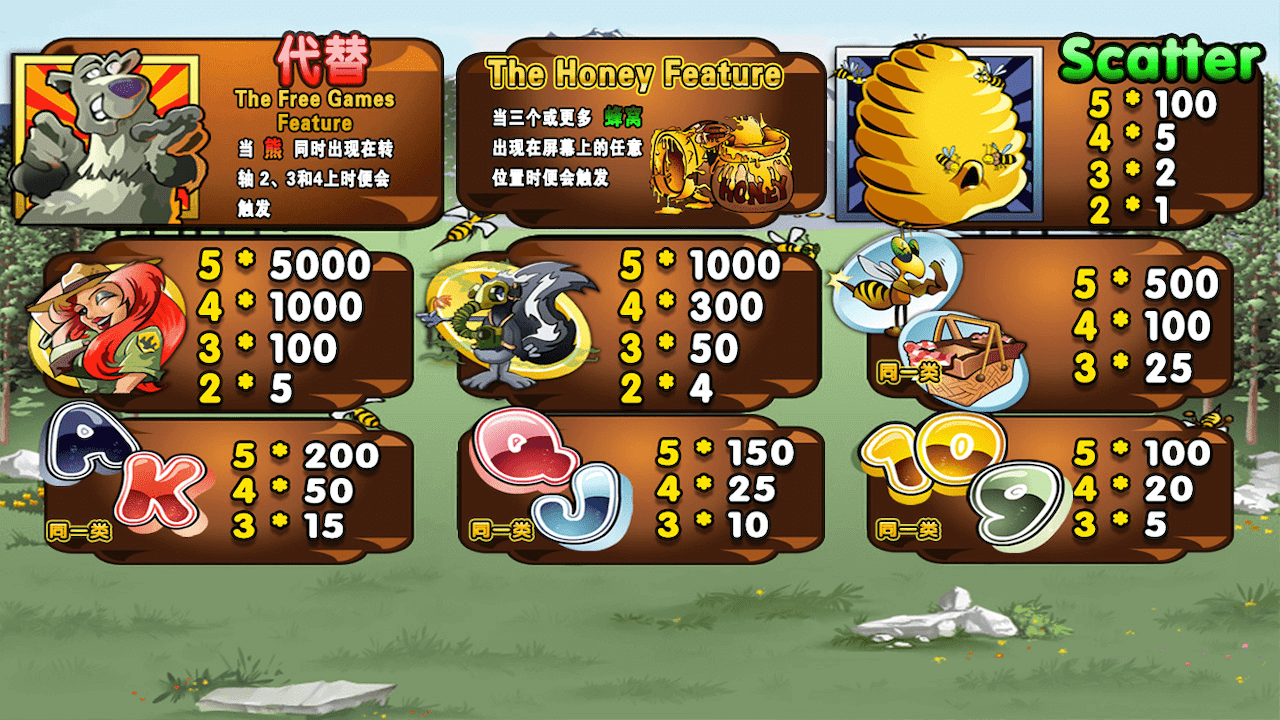 代替
The Free Games
Feature
当 熊 同时出现在转
轴 2、3和4上时便会
触发
The Honey Feature
当三个或更多 蜂窝
出现在屏幕上的任意
位置时便会触发
HONEY
Scatter
5 * 100
4 * 5
3 * 2
2 * 1
5 * 5000
4 * 1000
3 * 100
2 * 5
5 * 1000
4 * 300
3 * 50
2 * 4
5 * 500
4 * 100
3 * 25
同一类
A K
5 * 200
4 * 50
3 * 15
同一类
Q J
5 * 150
4 * 25
3 * 10
同一类
10 9
5 * 100
4 * 20
3 * 5
同一类